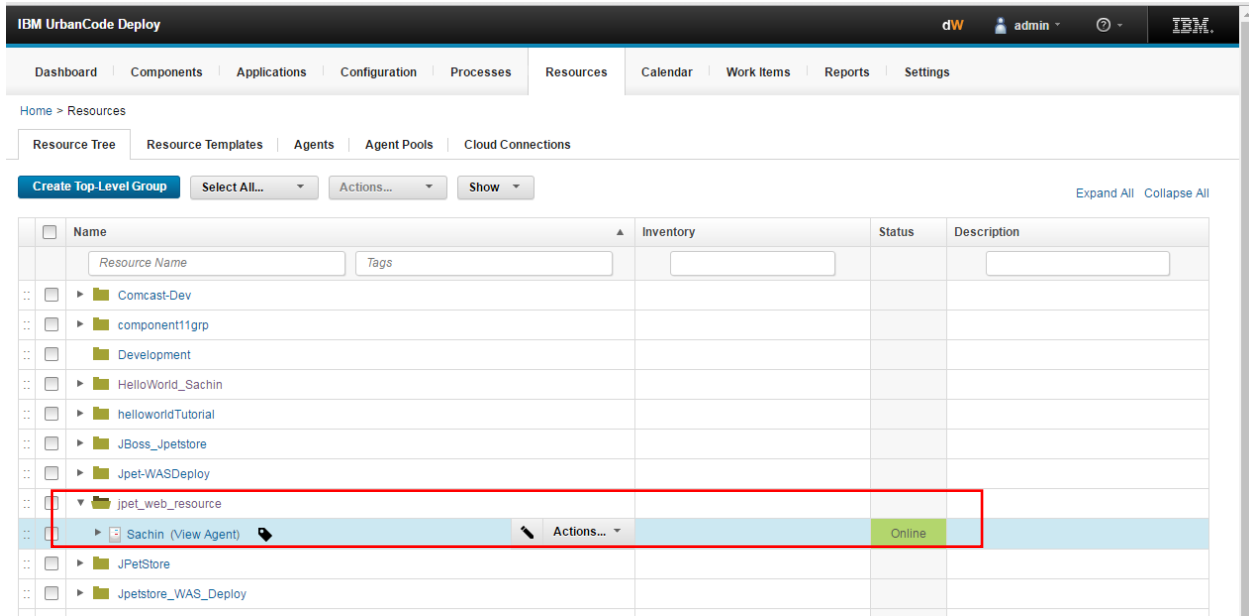 IBM UrbanCode Deploy dW admin IBM.
Dashboard Components Applications Configuration Processes Resources Calendar Work Items Reports Settings
Home > Resources
Resource Tree Resource Templates Agents Agent Pools Cloud Connections
Create Top-Level Group Select All... Actions... Show Expand All Collapse All
Name Inventory Status Description
Resource Name Tags
Comcast-Dev
component11grp
Development
HelloWorld_Sachin
helloworldTutorial
JBoss_Jpetstore
Jpet-WASDeploy
jpet_web_resource
Sachin (View Agent) Actions... Online
JPetStore
Jpetstore_WAS_Deploy